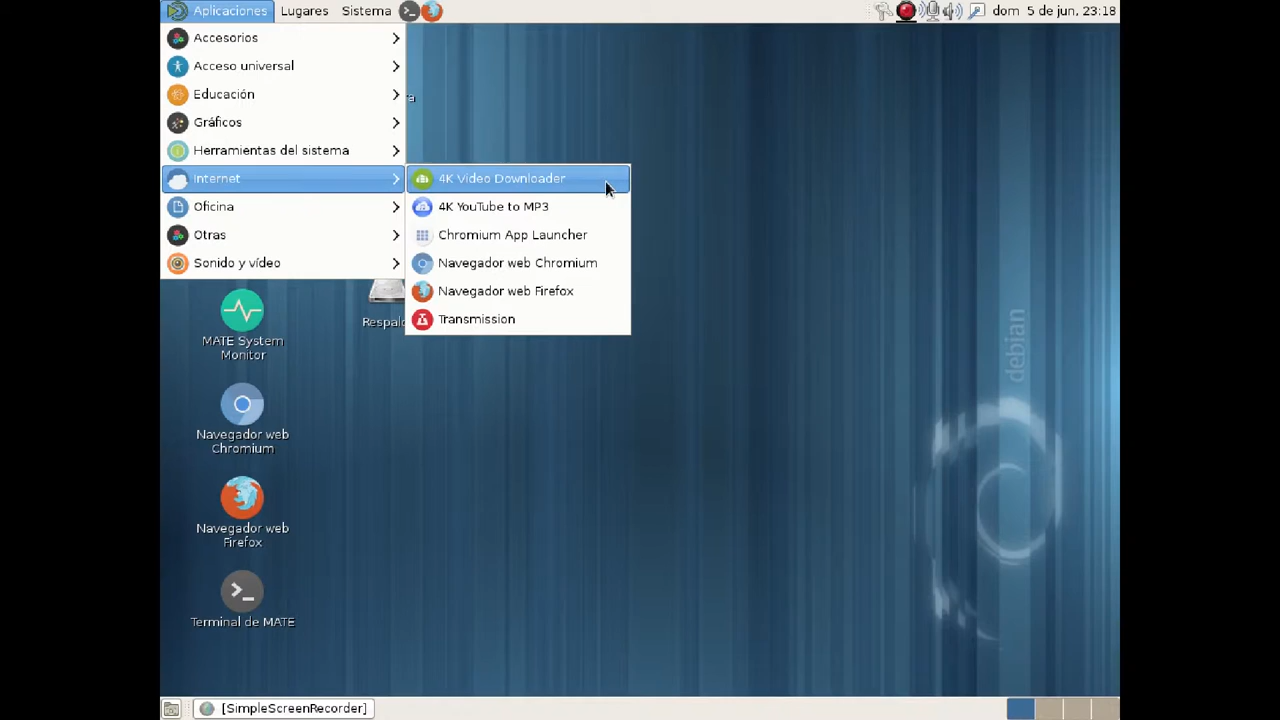 Aplicaciones Lugares Sistema dom 5 de jun, 23:18
Accesorios
Acceso universal
Educación
Gráficos
Herramientas del sistema
Internet
Oficina
Otras
Sonido y vídeo
4K Video Downloader
4K YouTube to MP3
Chromium App Launcher
Navegador web Chromium
Navegador web Firefox
Transmission
ra
Respald
MATE System
Monitor
Navegador web
Chromium
Navegador web
Firefox
Terminal de MATE
debian
[SimpleScreenRecorder]